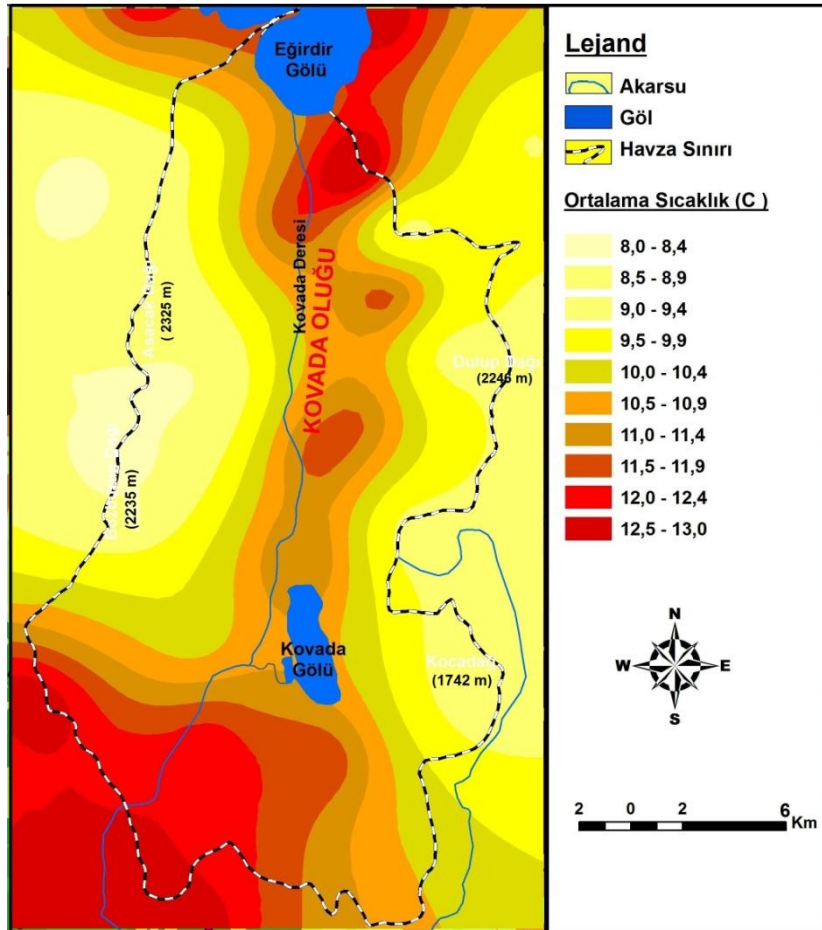 Eğirdir
Gölü
Kovada Deresi
KOVADA OLUĞU
( 2325 m)
(2235 m)
Dulup Dağı
(2246 m)
Kovada
Gölü
Kocadağ
(1742 m)
Lejand
Akarsu
Göl
Havza Sınırı
Ortalama Sıcaklık (C )
8,0 - 8,4
8,5 - 8,9
9,0 - 9,4
9,5 - 9,9
10,0 - 10,4
10,5 - 10,9
11,0 - 11,4
11,5 - 11,9
12,0 - 12,4
12,5 - 13,0
N
W
E
S
2 0 2 6
Km